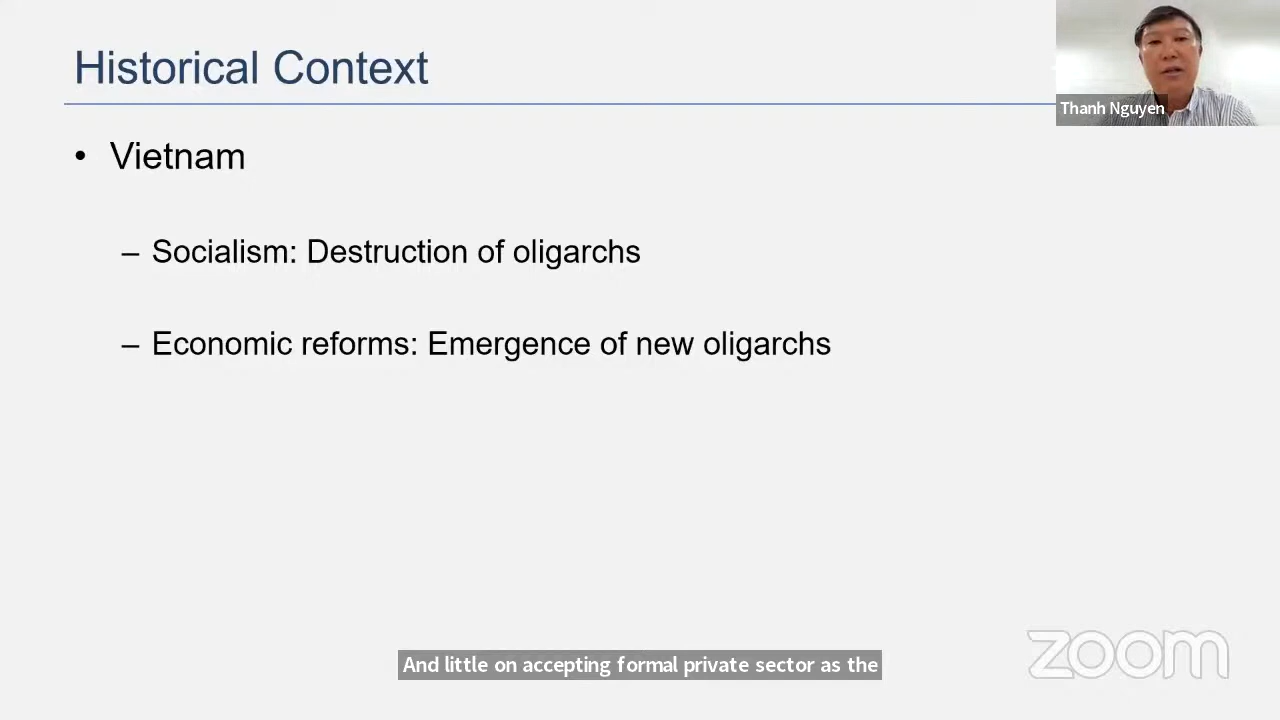 Historical Context
Thanh Nguyen
• Vietnam
– Socialism: Destruction of oligarchs
– Economic reforms: Emergence of new oligarchs
And little on accepting formal private sector as the
zoom